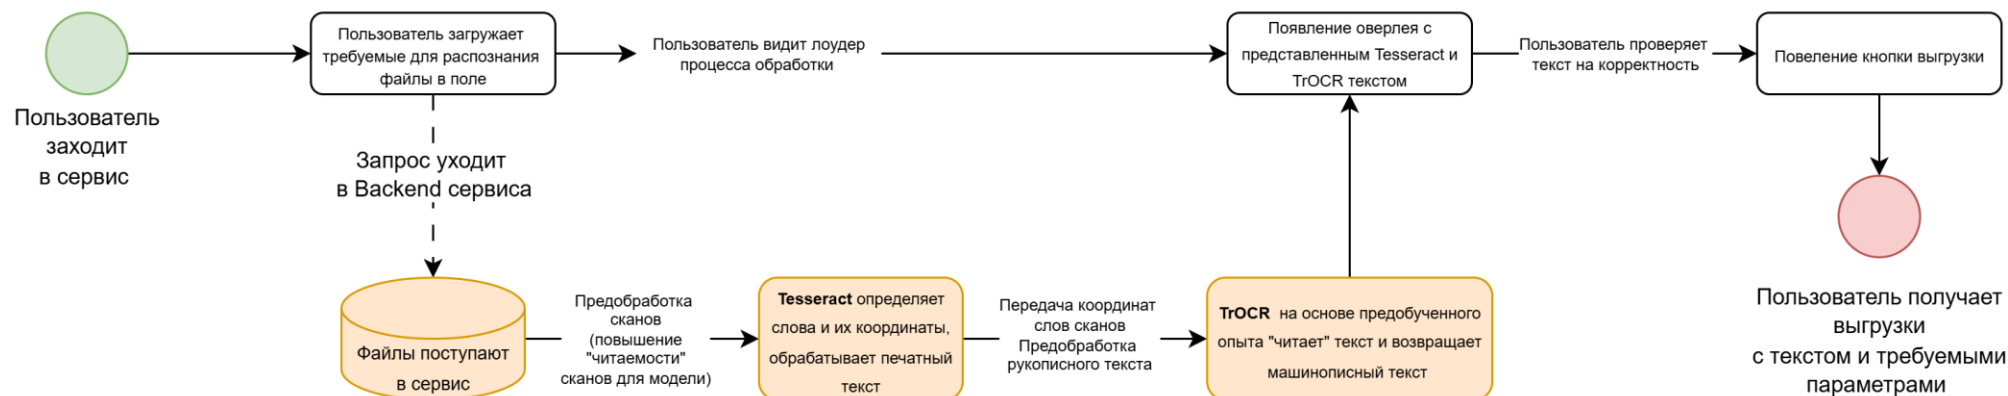 Пользователь
заходит
в сервис
Пользователь загружает
требуемые для распознания
файлы в поле
Пользователь видит лоудер
процесса обработки
Появление оверлея с
представленным Tesseract и
TrOCR текстом
Пользователь проверяет
текст на корректность
Повеление кнопки выгрузки
Запрос уходит
в Backend сервиса
Файлы поступают
в сервис
Предобработка
сканов
(повышение
"читаемости"
сканов для модели)
Tesseract определяет
слова и их координаты,
обрабатывает печатный
текст
Передача координат
слов сканов
Предобработка
рукописного текста
TrOCR на основе предобученного
опыта "читает" текст и возвращает
машинописный текст
Пользователь получает
выгрузки
с текстом и требуемыми
параметрами